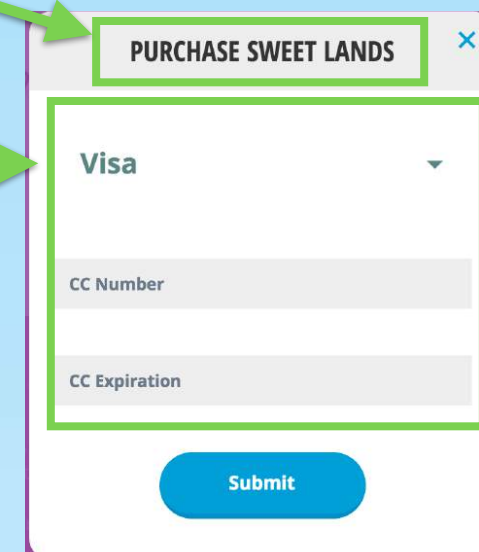 PURCHASE SWEET LANDS ×
Visa
CC Number
CC Expiration
Submit